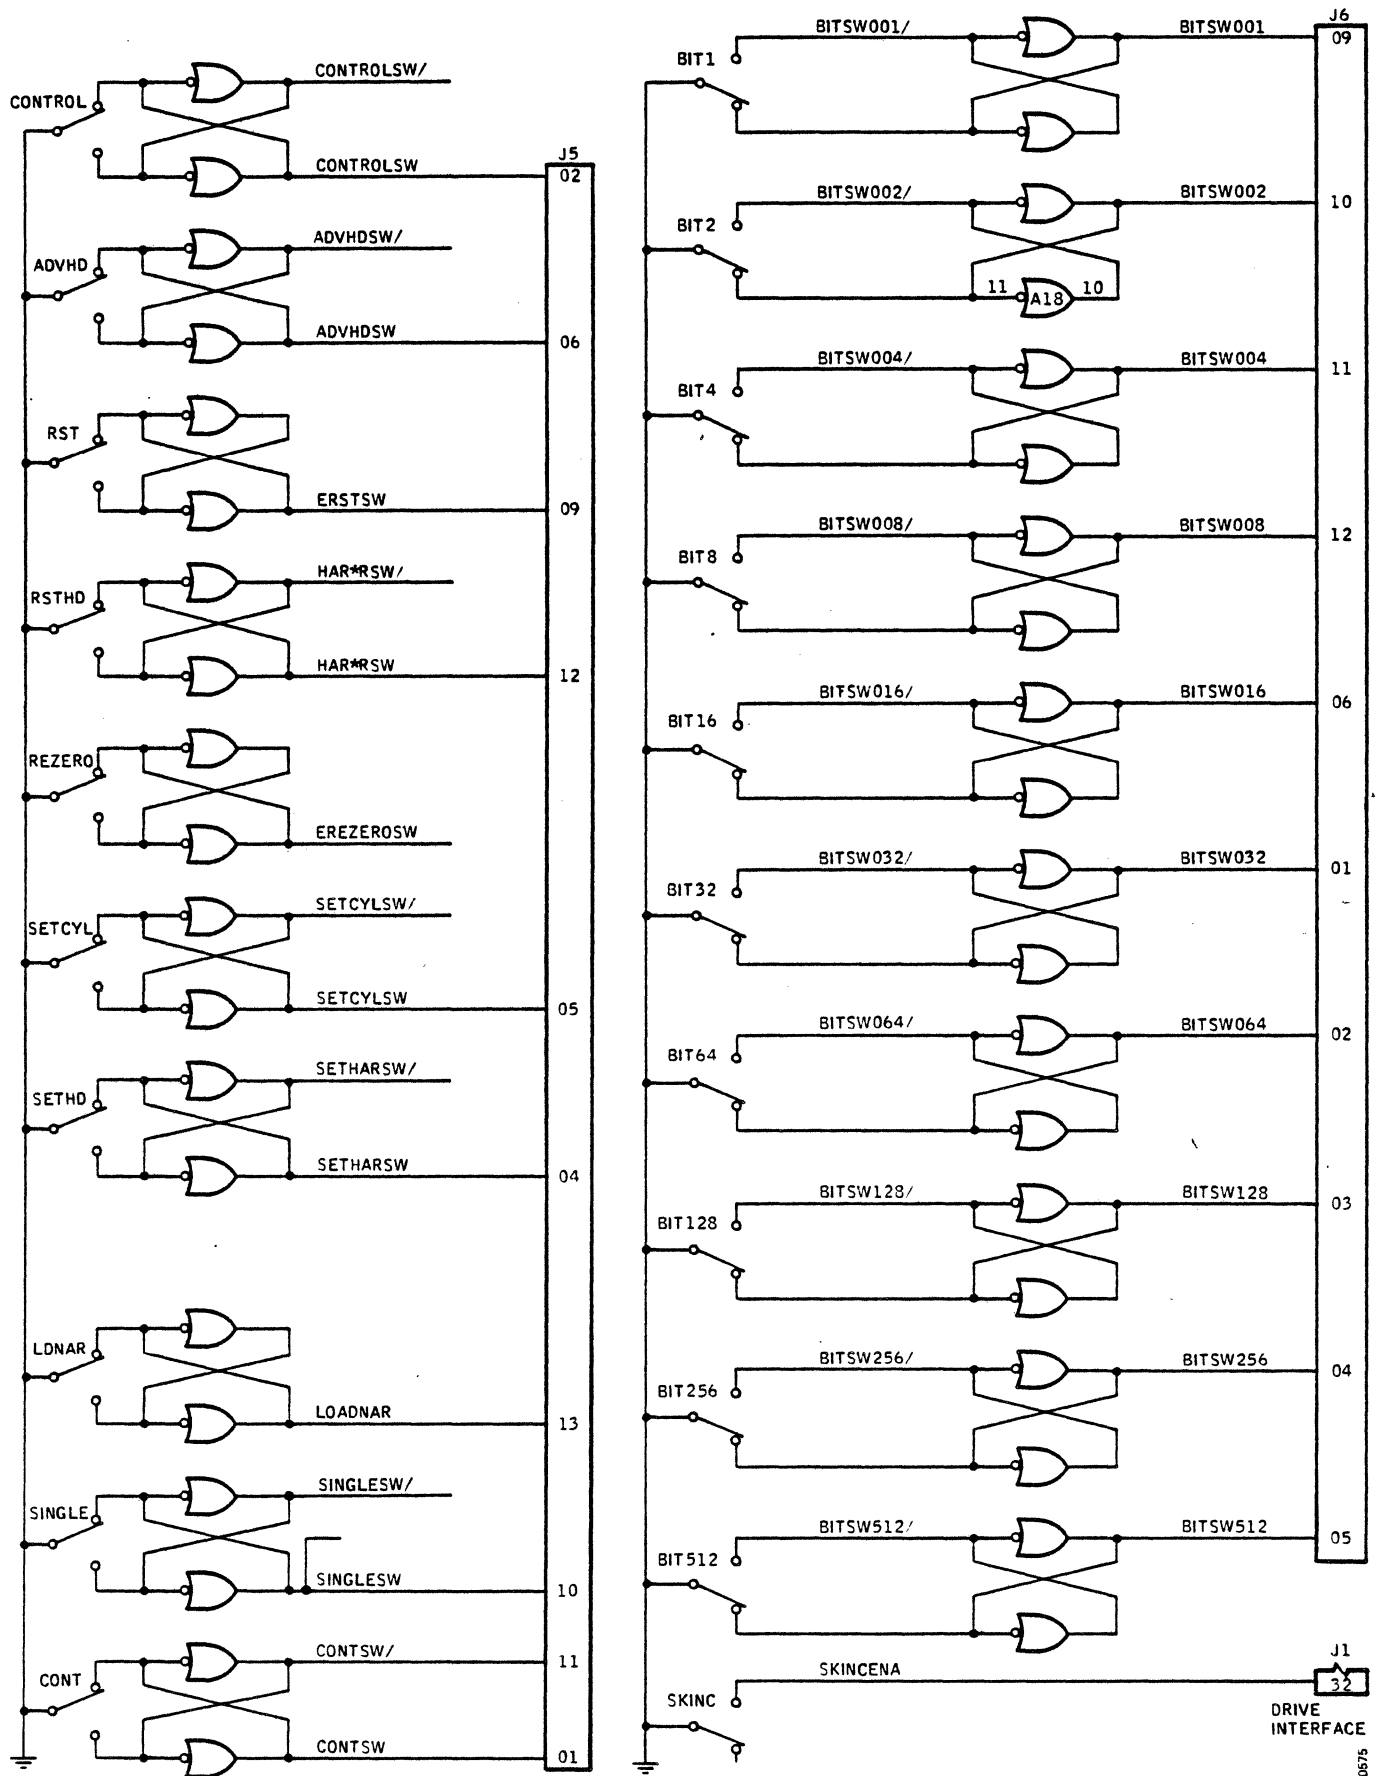 CONTROL
CONTROLSW/
CONTROLSW
J5
02
ADVHD
ADVHDSW/
ADVHDSW
06
RST
ERSTSW
09
RSTHD
HAR*RSW/
HAR*RSW
12
REZERO
EREZEROSW
SETCYL
SETCYLSW/
SETCYLSW
05
SETHD
SETHARSW/
SETHARSW
04
LDNAR
LOADNAR
13
SINGLE
SINGLESW/
SINGLESW
10
CONT
CONTSW/
11
CONTSW
01
J6
BIT1
BITSW001/
BITSW001
09
BIT2
BITSW002/
BITSW002
10
11 A18 10
BIT4
BITSW004/
BITSW004
11
BIT8
BITSW008/
BITSW008
12
BIT16
BITSW016/
BITSW016
06
BIT32
BITSW032/
BITSW032
01
BIT64
BITSW064/
BITSW064
02
BIT128
BITSW128/
BITSW128
03
BIT256
BITSW256/
BITSW256
04
BIT512
BITSW512/
BITSW512
05
SKINC
SKINCENA
J1
32
DRIVE
INTERFACE
0575